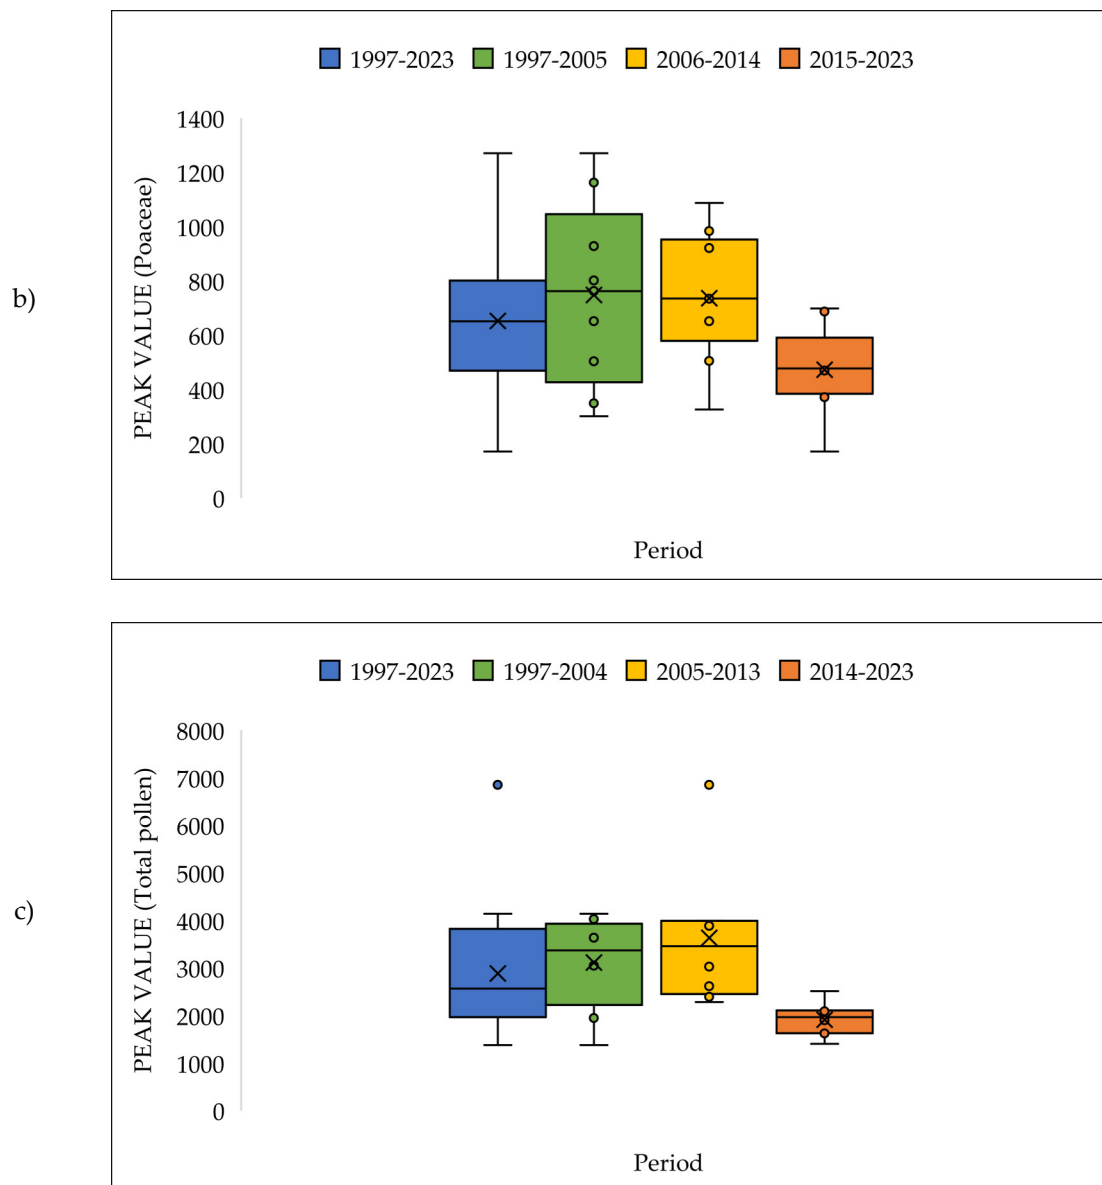 b)
1997-2023 1997-2005 2006-2014 2015-2023
PEAK VALUE (Poaceae)
1400
1200
1000
800
600
400
200
0
Period
c)
1997-2023 1997-2004 2005-2013 2014-2023
PEAK VALUE (Total pollen)
8000
7000
6000
5000
4000
3000
2000
1000
0
Period